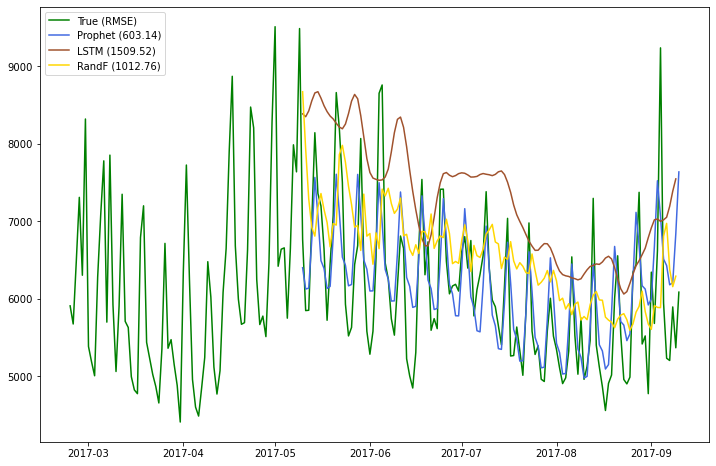 True (RMSE)
Prophet (603.14)
LSTM (1509.52)
RandF (1012.76)
9000
8000
7000
6000
5000
2017-03 2017-04 2017-05 2017-06 2017-07 2017-08 2017-09